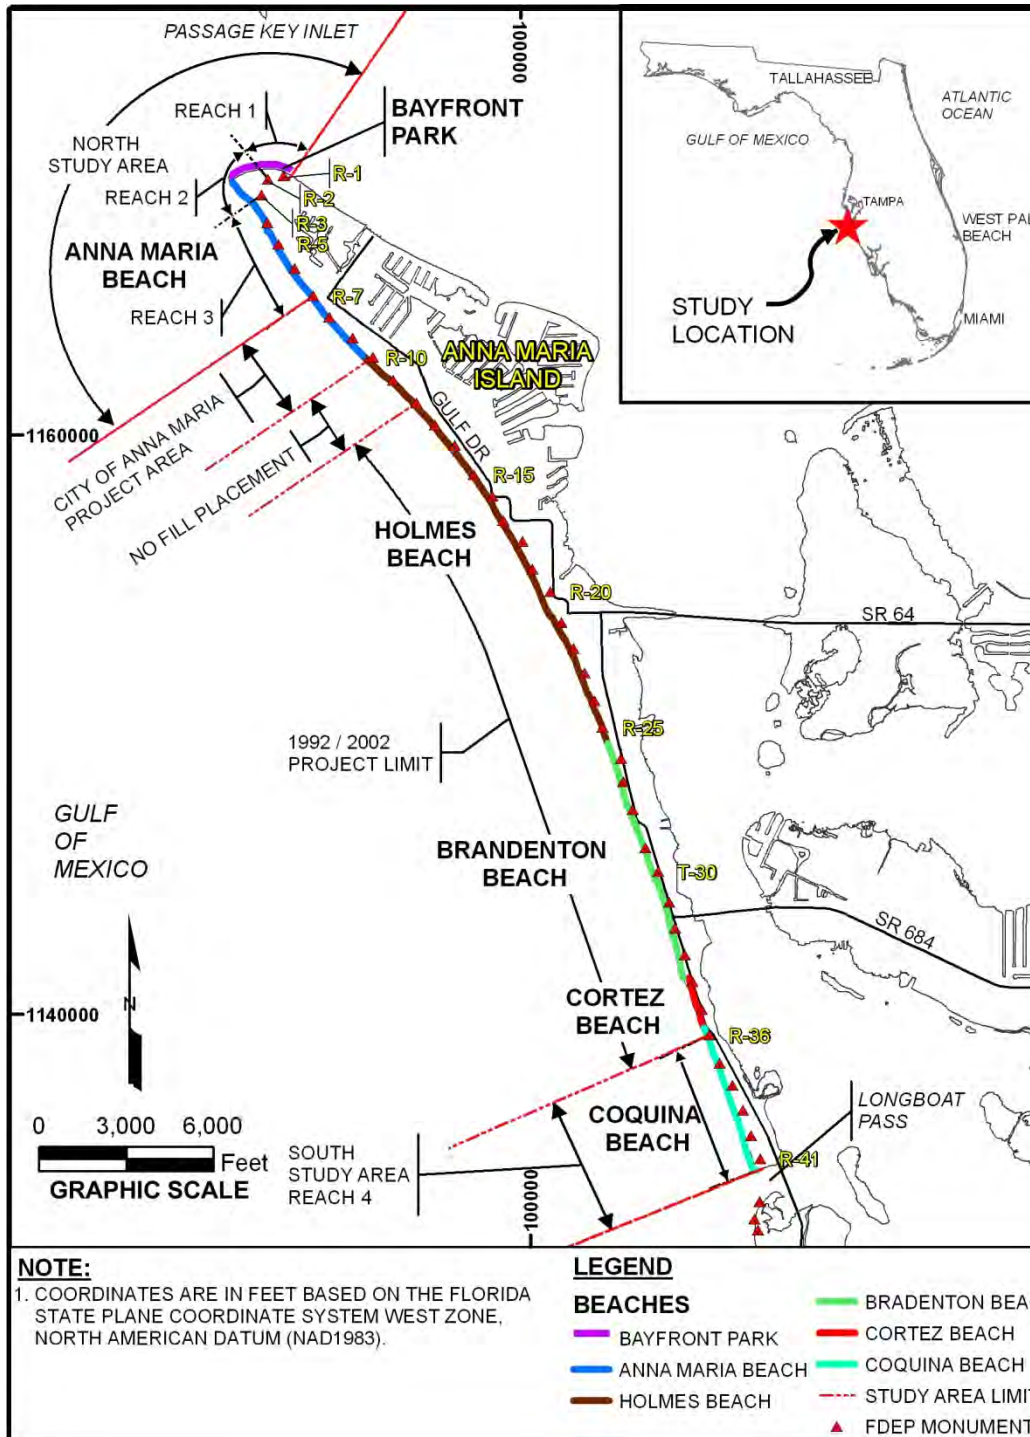 PASSAGE KEY INLET
100000
REACH 1
BAYFRONT
PARK
NORTH
STUDY AREA
REACH 2
R-1
R-2
R-3
R-5
ANNA MARIA
BEACH
REACH 3
R-7
R-10
ANNA MARIA
ISLAND
GULF DR
CITY OF ANNA MARIA
PROJECT AREA
NO FILL PLACEMENT
1160000
R-15
HOLMES
BEACH
R-20
SR 64
R-25
1992 / 2002
PROJECT LIMIT
GULF
OF
MEXICO
BRANDENTON
BEACH
T-30
SR 684
N
CORTEZ
BEACH
1140000
R-36
COQUINA
BEACH
LONGBOAT
PASS
R-41
0 3,000 6,000
Feet
GRAPHIC SCALE
SOUTH
STUDY AREA
REACH 4
100000
TALLAHASSEE
ATLANTIC
OCEAN
GULF OF MEXICO
TAMPA
WEST PAL
BEACH
STUDY
LOCATION
MIAMI
NOTE:
1. COORDINATES ARE IN FEET BASED ON THE FLORIDA
STATE PLANE COORDINATE SYSTEM WEST ZONE,
NORTH AMERICAN DATUM (NAD1983).
LEGEND
BEACHES
BAYFRONT PARK
ANNA MARIA BEACH
HOLMES BEACH
BRADENTON BEA
CORTEZ BEACH
COQUINA BEACH
STUDY AREA LIMIT
FDEP MONUMENT